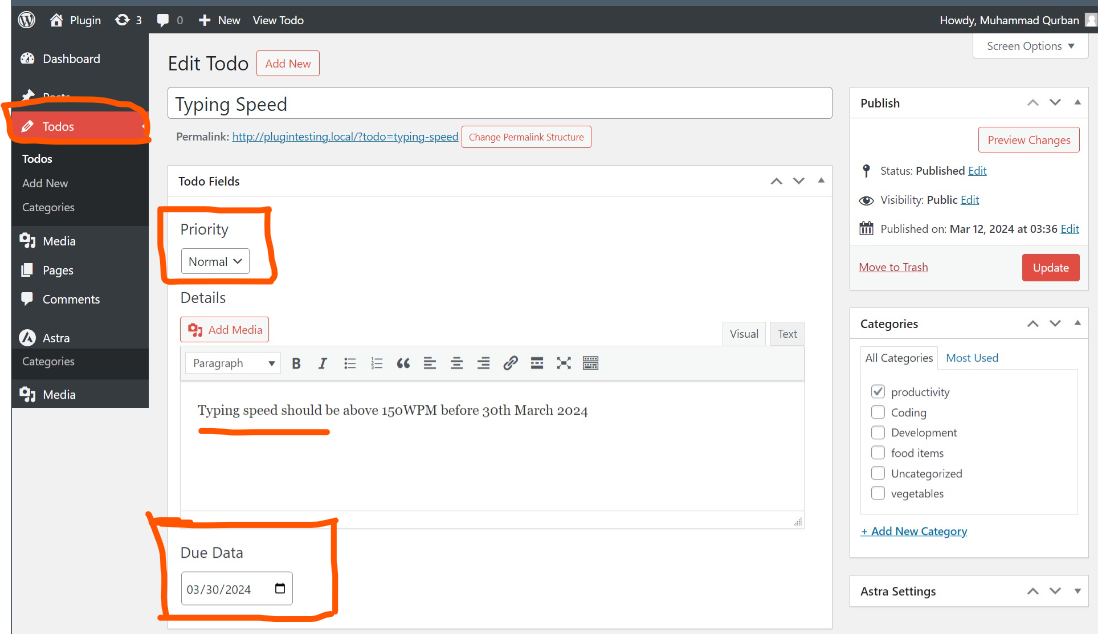 Plugin 3 0 New View Todo Howdy, Muhammad Qurban
Screen Options
Dashboard
Posts
Todos
Todos
Add New
Categories
Media
Pages
Comments
Astra
Categories
Media
Edit Todo Add New
Typing Speed
Permalink: http://plugintesting.local/?todo=typing-speed Change Permalink Structure
Todo Fields
Priority
Normal
Details
Add Media
Visual Text
Paragraph B I
Typing speed should be above 150WPM before 30th March 2024
Due Data
03/30/2024
Publish
Preview Changes
Status: Published Edit
Visibility: Public Edit
Published on: Mar 12, 2024 at 03:36 Edit
Move to Trash Update
Categories
All Categories Most Used
productivity
Coding
Development
food items
Uncategorized
vegetables
+ Add New Category
Astra Settings